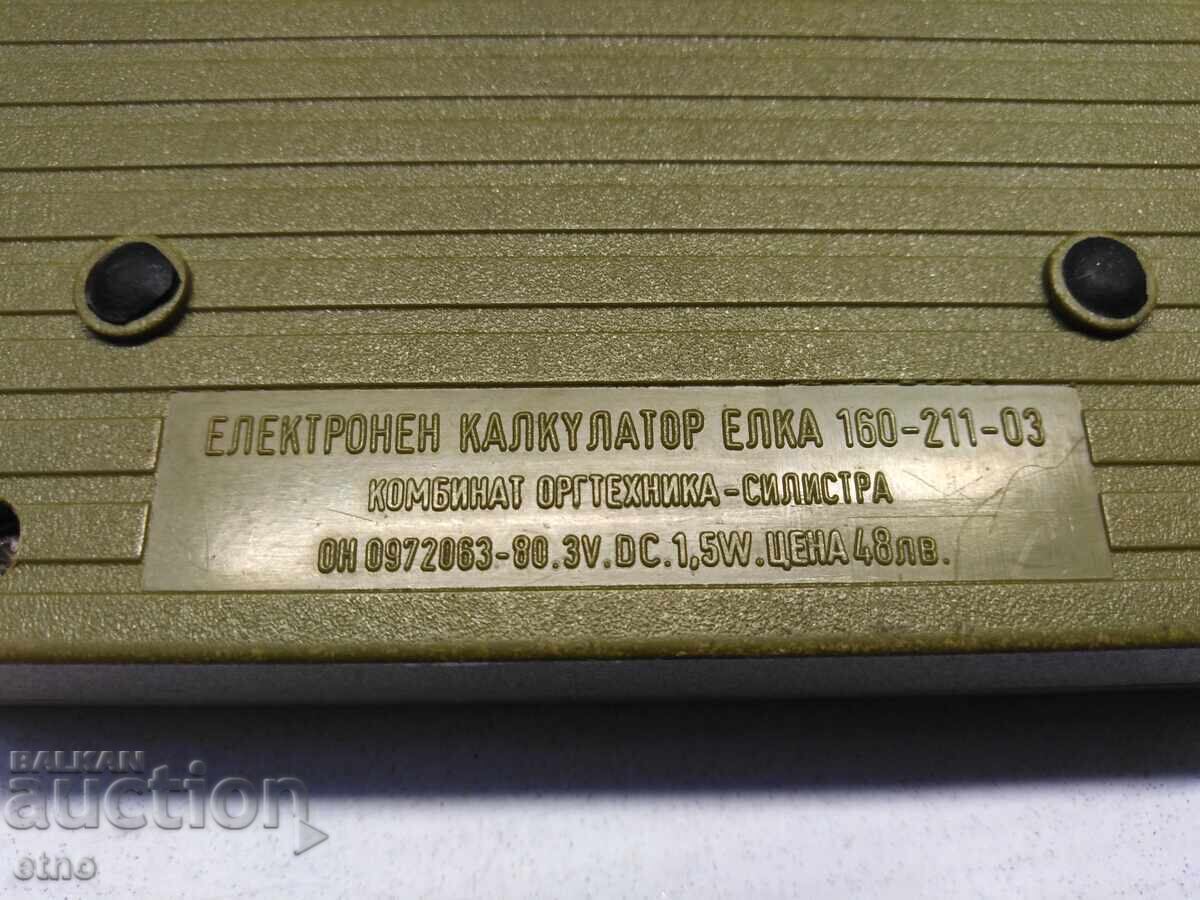 ЕЛЕКТРОНЕН КАЛКУЛАТОР ЕЛКА 160-211-03
КОМБИНАТ ОРГТЕХНИКА-СИЛИСТРА
ОН 0972063-80.3V.DC.1,5W.ЦЕНА 48лв.
BALKAN
auction
etno